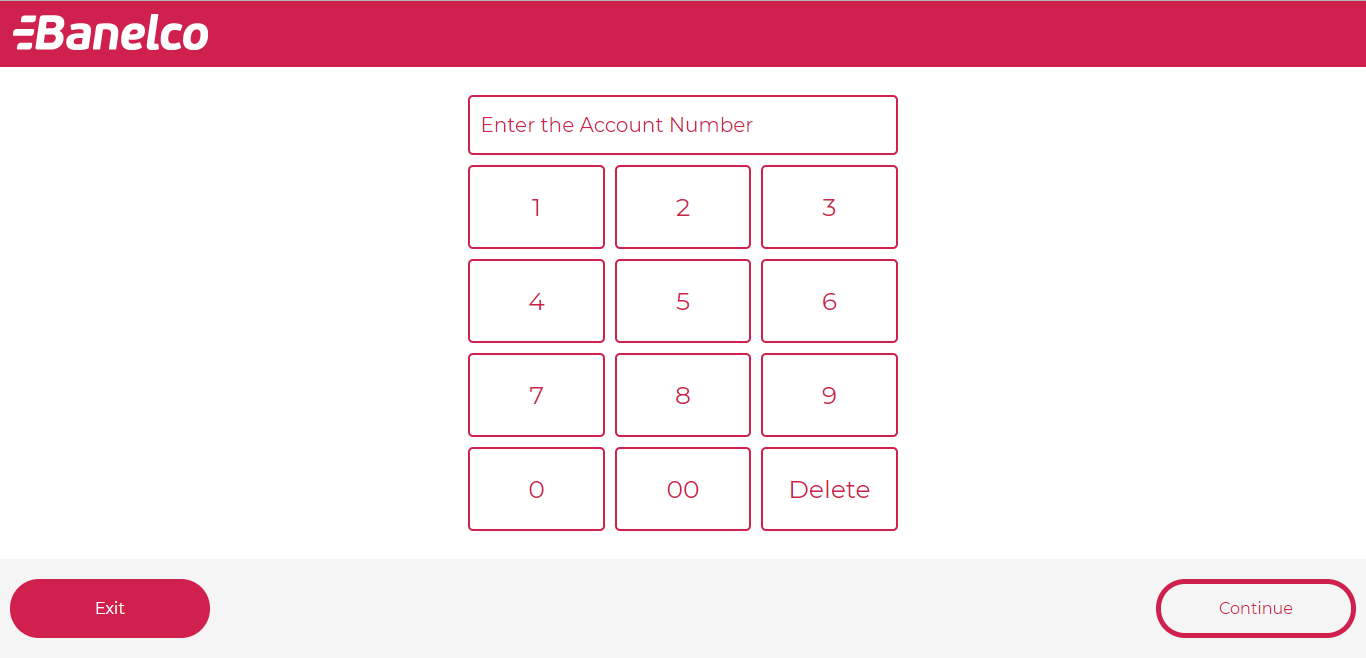 Banelco
Enter the Account Number
1 2 3
4 5 6
7 8 9
0 00 Delete
Exit Continue